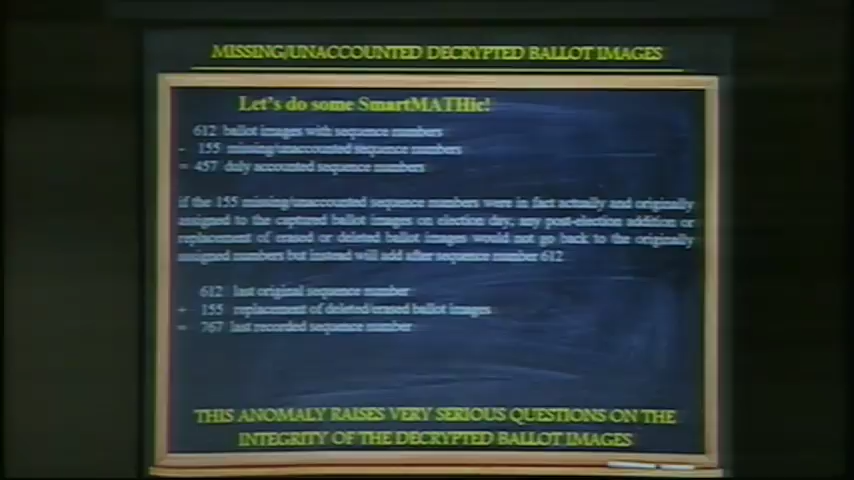 MISSING/UNACCOUNTED DECRYPTED BALLOT IMAGES
Let's do some SmartMATHic!
612 ballot images with sequence numbers
- 155 missing/unaccounted sequence numbers
= 457 duly accounted sequence numbers
if the 155 missing/unaccounted sequence numbers were in fact actually and originally
assigned to the captured ballot images on election day, any post-election addition or
replacement of erased or deleted ballot images would not go back to the originally
assigned numbers but instead will add after sequence number 612
612 last original sequence number
+ 155 replacement of deleted/erased ballot images
= 767 last recorded sequence number
THIS ANOMALY RAISES VERY SERIOUS QUESTIONS ON THE
INTEGRITY OF THE DECRYPTED BALLOT IMAGES